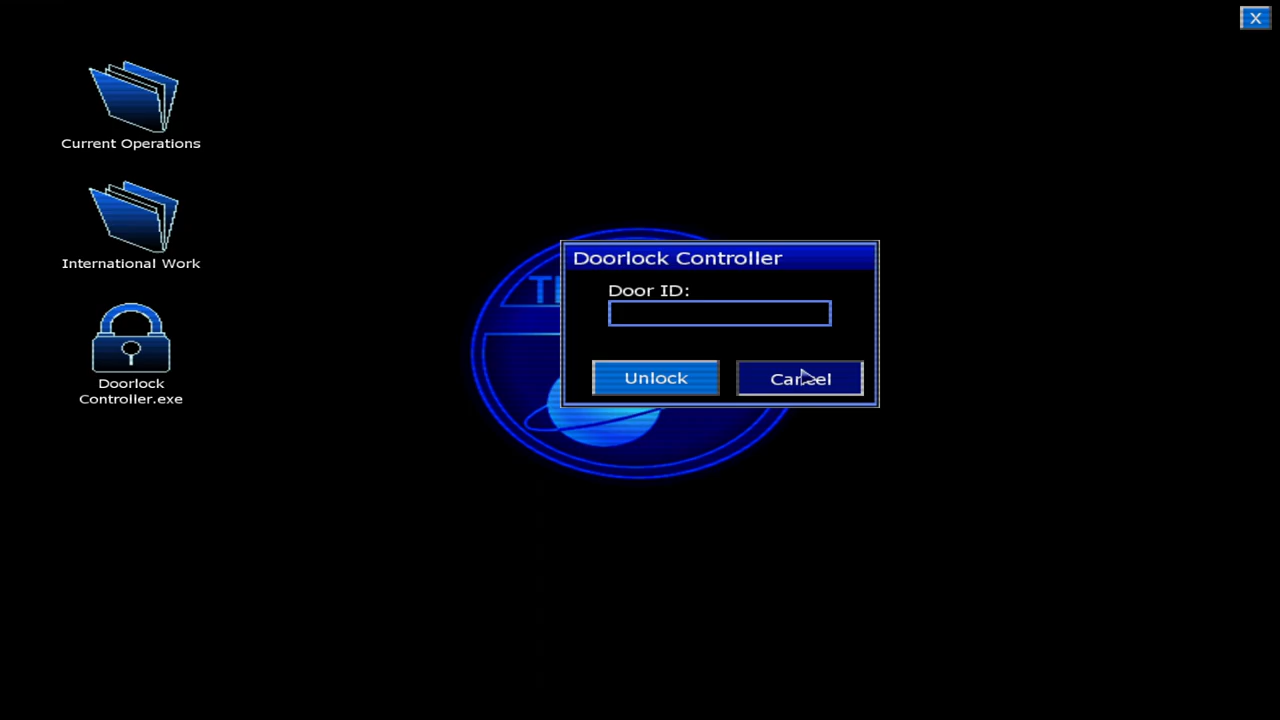 X
Current Operations
International Work
Doorlock
Controller.exe
Doorlock Controller
Door ID:
Unlock
Cancel